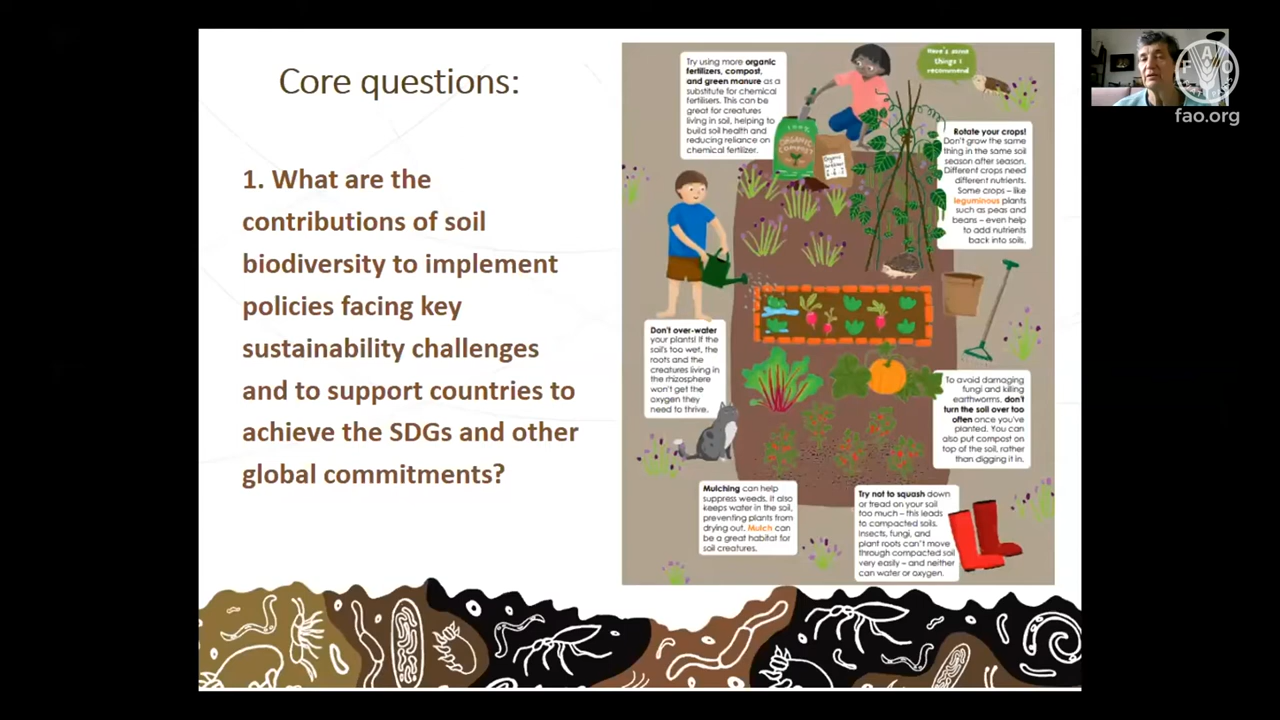 Core questions:
1. What are the
contributions of soil
biodiversity to implement
policies facing key
sustainability challenges
and to support countries to
achieve the SDGs and other
global commitments?
Try using more organic
fertilizers, compost,
and green manure as a
substitute for chemical
fertilisers. This can be
great for creatures
living in soil, helping to
build soil health and
reducing reliance on
chemical fertilizer.
Here's some
things I
recommend
100%
ORGANIC
COMPOST
Organic
Rotate your crops!
Don't grow the same
thing in the same soil
season after season.
Different crops need
different nutrients.
Some crops – like
leguminous plants
such as peas and
beans – even help
to add nutrients
back into soils.
Don't over-water
your plants! If the
soil's too wet, the
roots and the
creatures living in
the rhizosphere
won't get the
oxygen they
need to thrive.
To avoid damaging
fungi and killing
earthworms, don't
turn the soil over too
often once you've
planted. You can
also put compost on
top of the soil, rather
than digging it in.
Mulching can help
suppress weeds. It also
keeps water in the soil,
preventing plants from
drying out. Mulch can
be a great habitat for
soil creatures.
Try not to squash down
or tread on your soil
too much – this leads
to compacted soils.
Insects, fungi, and
plant roots can't move
through compacted soil
very easily – and neither
can water or oxygen.
F A O
fao.org